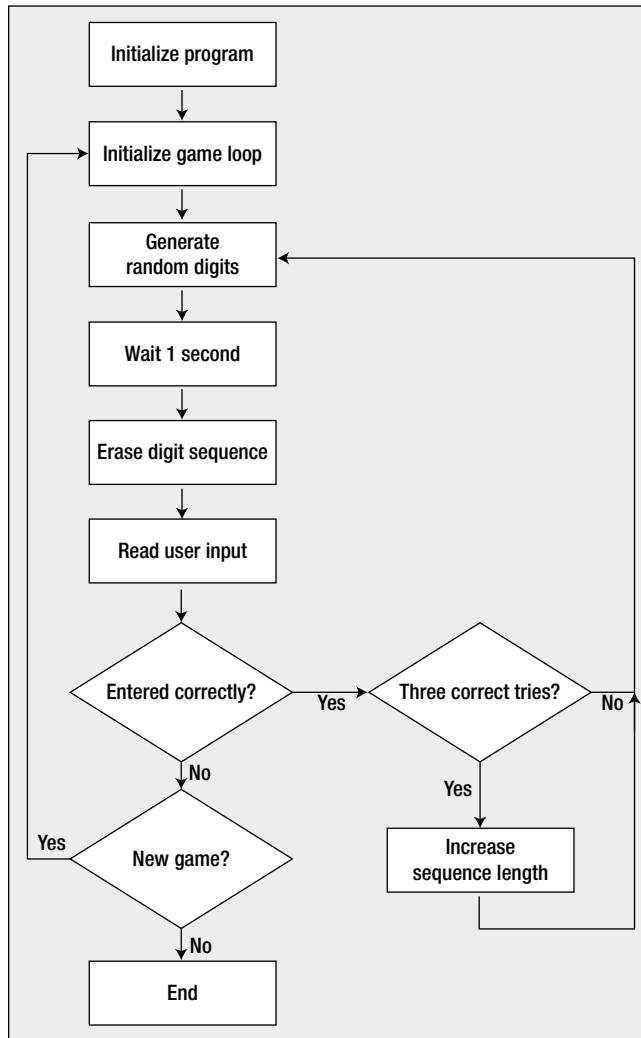 Initialize program
Initialize game loop
Generate
random digits
Wait 1 second
Erase digit sequence
Read user input
Entered correctly?
Yes
Three correct tries?
No
No
Yes
Yes
New game?
Increase
sequence length
No
End